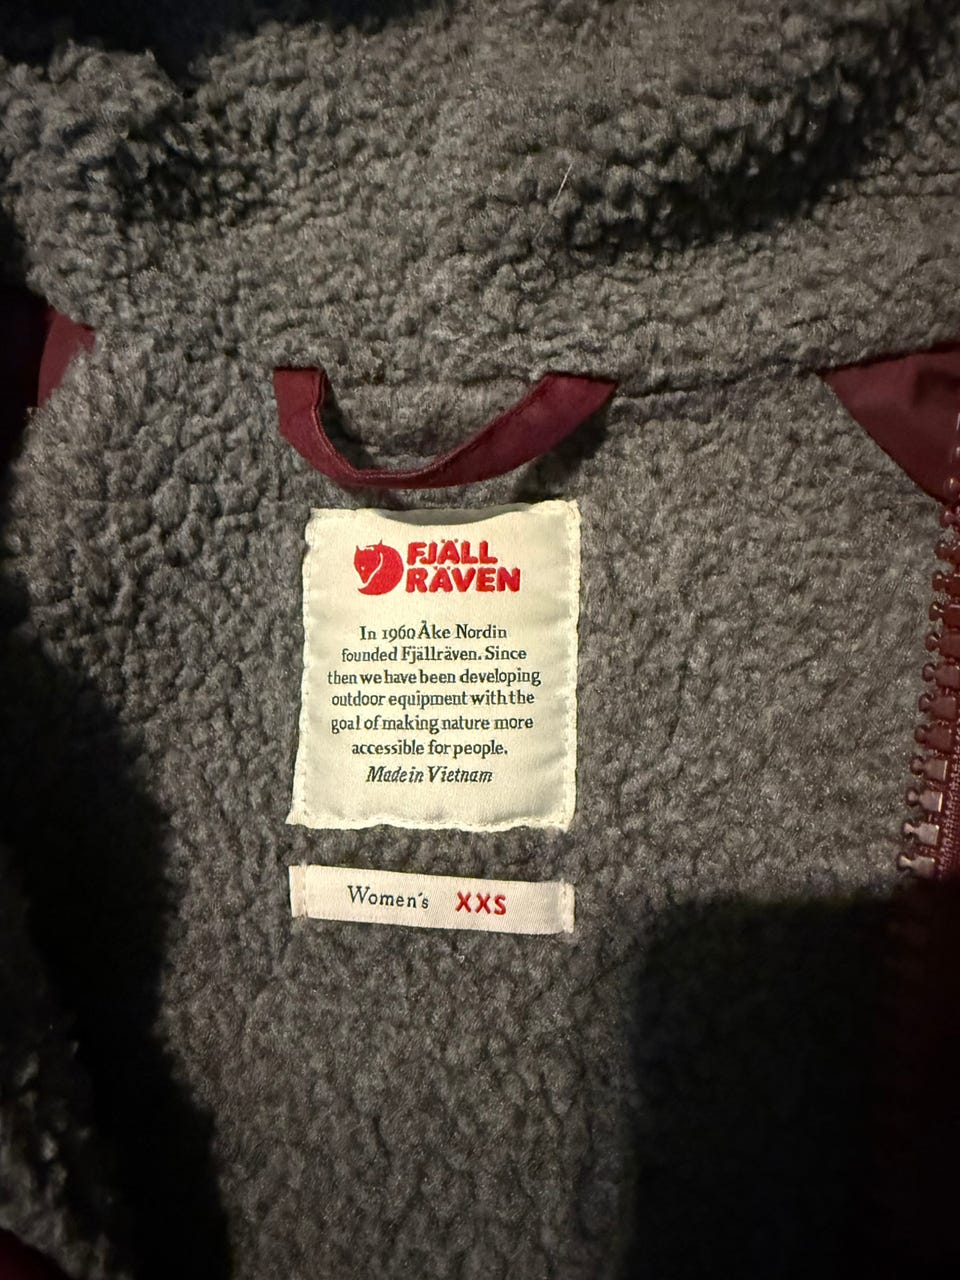 FJÄLL
RÄVEN
In 1960 Åke Nordin
founded Fjällräven. Since
then we have been developing
outdoor equipment with the
goal of making nature more
accessible for people.
Made in Vietnam
Women's XXS